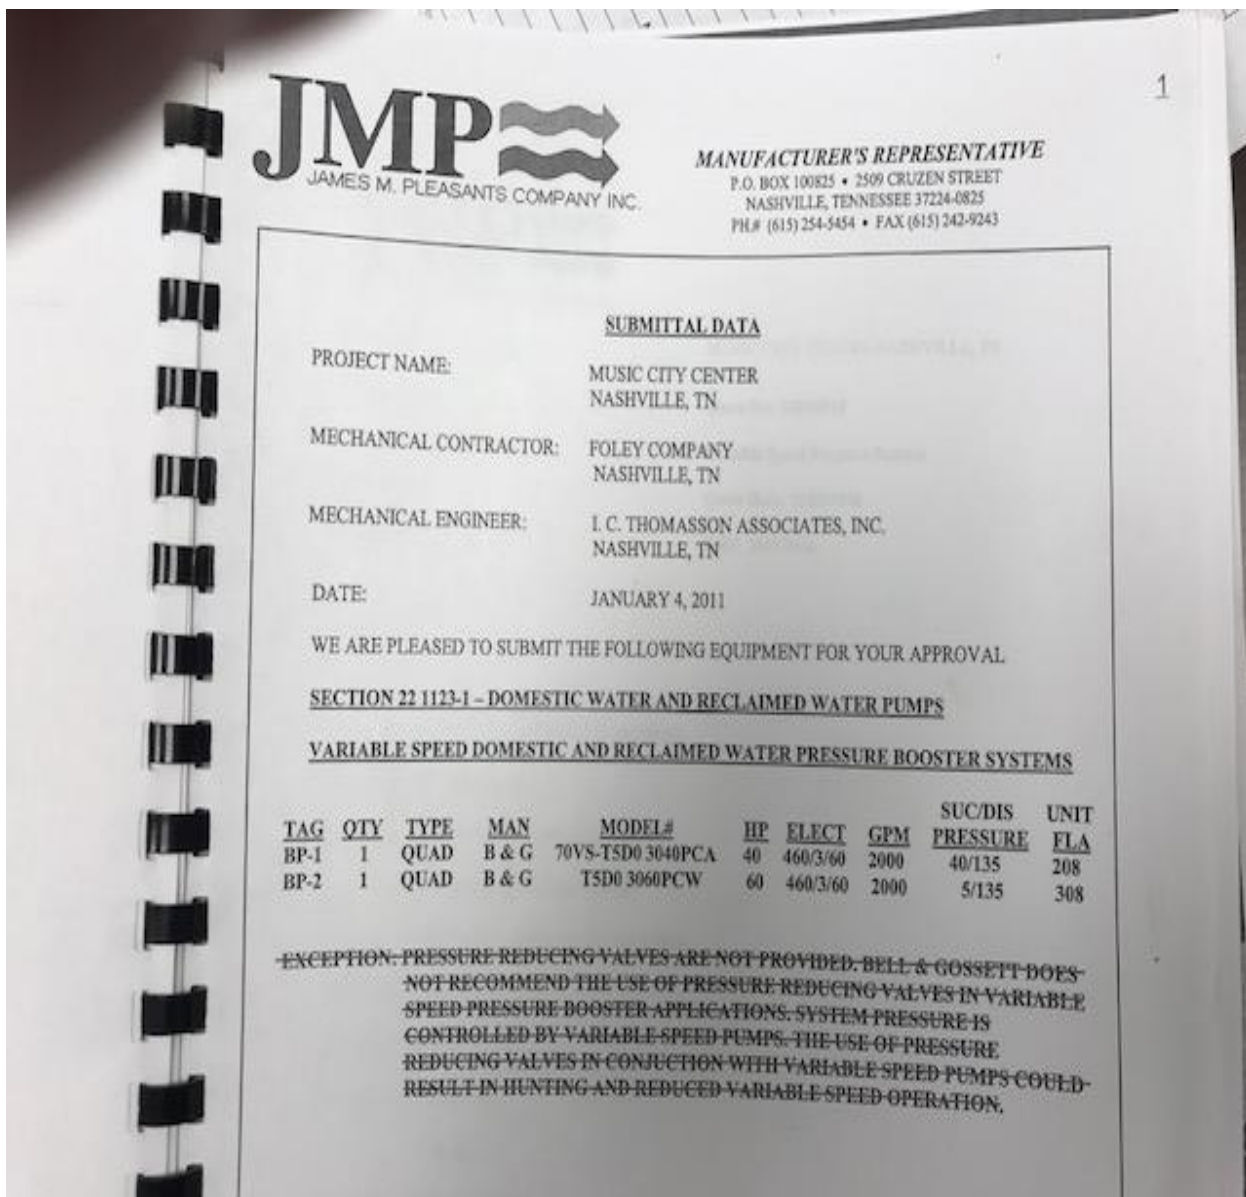 1
JMP
JAMES M. PLEASANTS COMPANY INC.
MANUFACTURER'S REPRESENTATIVE
P.O. BOX 100825 • 2509 CRUZEN STREET
NASHVILLE, TENNESSEE 37224-0825
PH.# (615) 254-5454 • FAX (615) 242-9243
SUBMITTAL DATA
PROJECT NAME: MUSIC CITY CENTER
NASHVILLE, TN
MECHANICAL CONTRACTOR: FOLEY COMPANY
NASHVILLE, TN
MECHANICAL ENGINEER: I. C. THOMASSON ASSOCIATES, INC.
NASHVILLE, TN
DATE: JANUARY 4, 2011
WE ARE PLEASED TO SUBMIT THE FOLLOWING EQUIPMENT FOR YOUR APPROVAL
SECTION 22 1123-1 – DOMESTIC WATER AND RECLAIMED WATER PUMPS
VARIABLE SPEED DOMESTIC AND RECLAIMED WATER PRESSURE BOOSTER SYSTEMS
SUC/DIS UNIT
TAG QTY TYPE MAN MODEL# HP ELECT GPM PRESSURE FLA
BP-1 1 QUAD B & G 70VS-T5D0 3040PCA 40 460/3/60 2000 40/135 208
BP-2 1 QUAD B & G T5D0 3060PCW 60 460/3/60 2000 5/135 308
EXCEPTION: PRESSURE REDUCING VALVES ARE NOT PROVIDED. BELL & GOSSETT DOES
NOT RECOMMEND THE USE OF PRESSURE REDUCING VALVES IN VARIABLE
SPEED PRESSURE BOOSTER APPLICATIONS. SYSTEM PRESSURE IS
CONTROLLED BY VARIABLE SPEED PUMPS. THE USE OF PRESSURE
REDUCING VALVES IN CONJUCTION WITH VARIABLE SPEED PUMPS COULD
RESULT IN HUNTING AND REDUCED VARIABLE SPEED OPERATION.